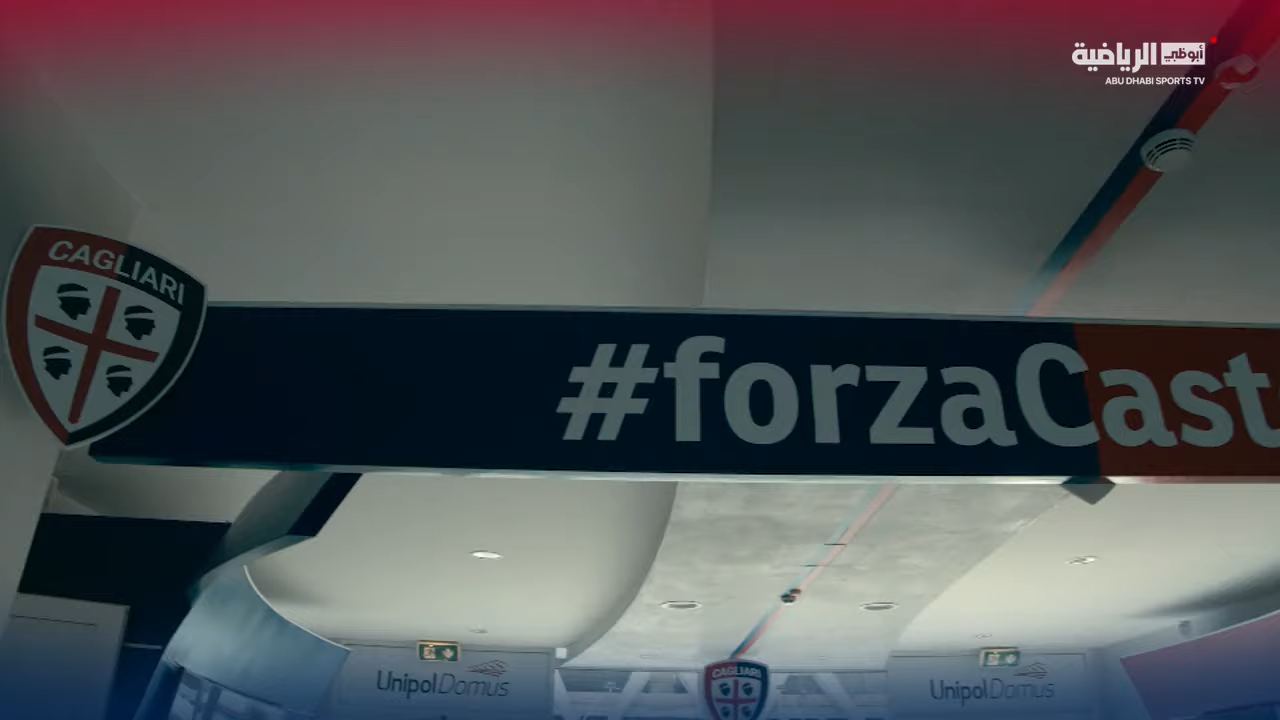 أبوظبي الرياضية
ABU DHABI SPORTS TV
CAGLIARI
#forzaCast
UnipolDomus
CAGLIARI
UnipolDomus